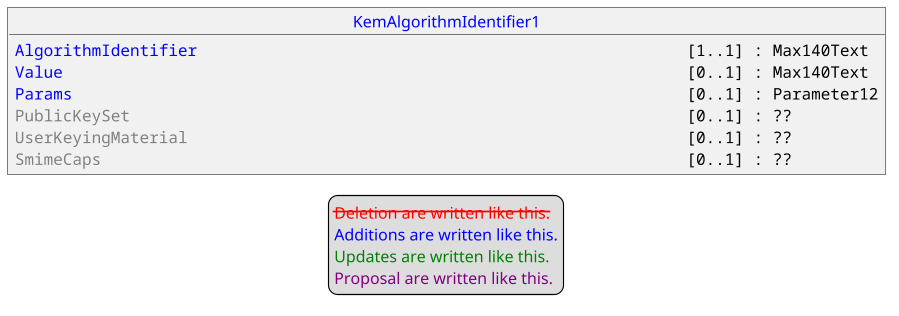 KemAlgorithmIdentifier1
AlgorithmIdentifier [1..1] : Max140Text
Value [0..1] : Max140Text
Params [0..1] : Parameter12
PublicKeySet [0..1] : ??
UserKeyingMaterial [0..1] : ??
SmimeCaps [0..1] : ??
Deletion are written like this.
Additions are written like this.
Updates are written like this.
Proposal are written like this.